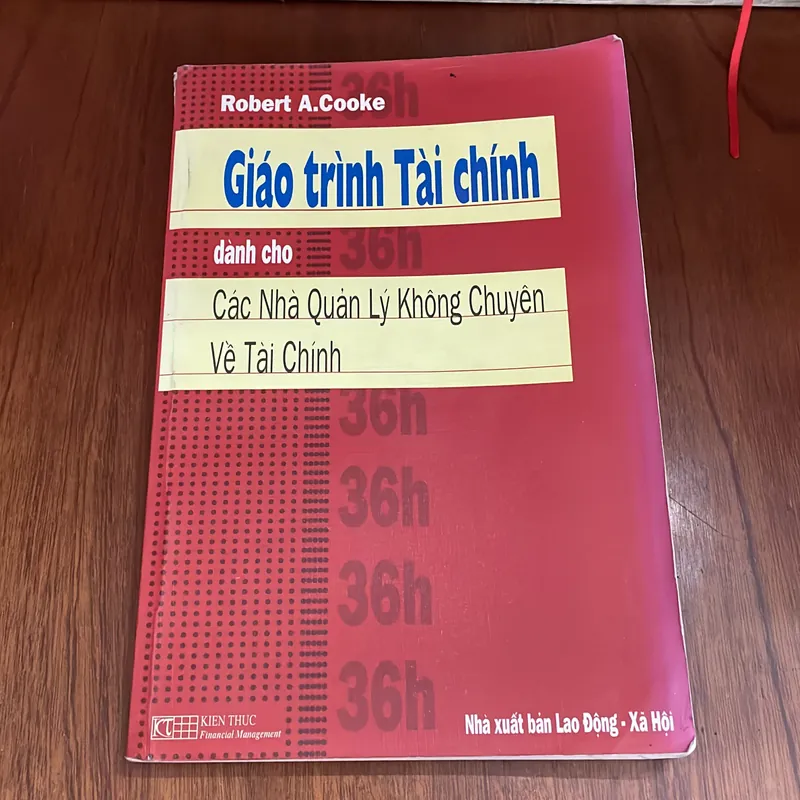 36h
Robert A.Cooke
Giáo trình Tài chính
dành cho
36h
Các Nhà Quản Lý Không Chuyên
Về Tài Chính
36h
36h
36h
36h
KT
KIEN THUC
Financial Management
Nhà xuất bản Lao Động - Xã Hội